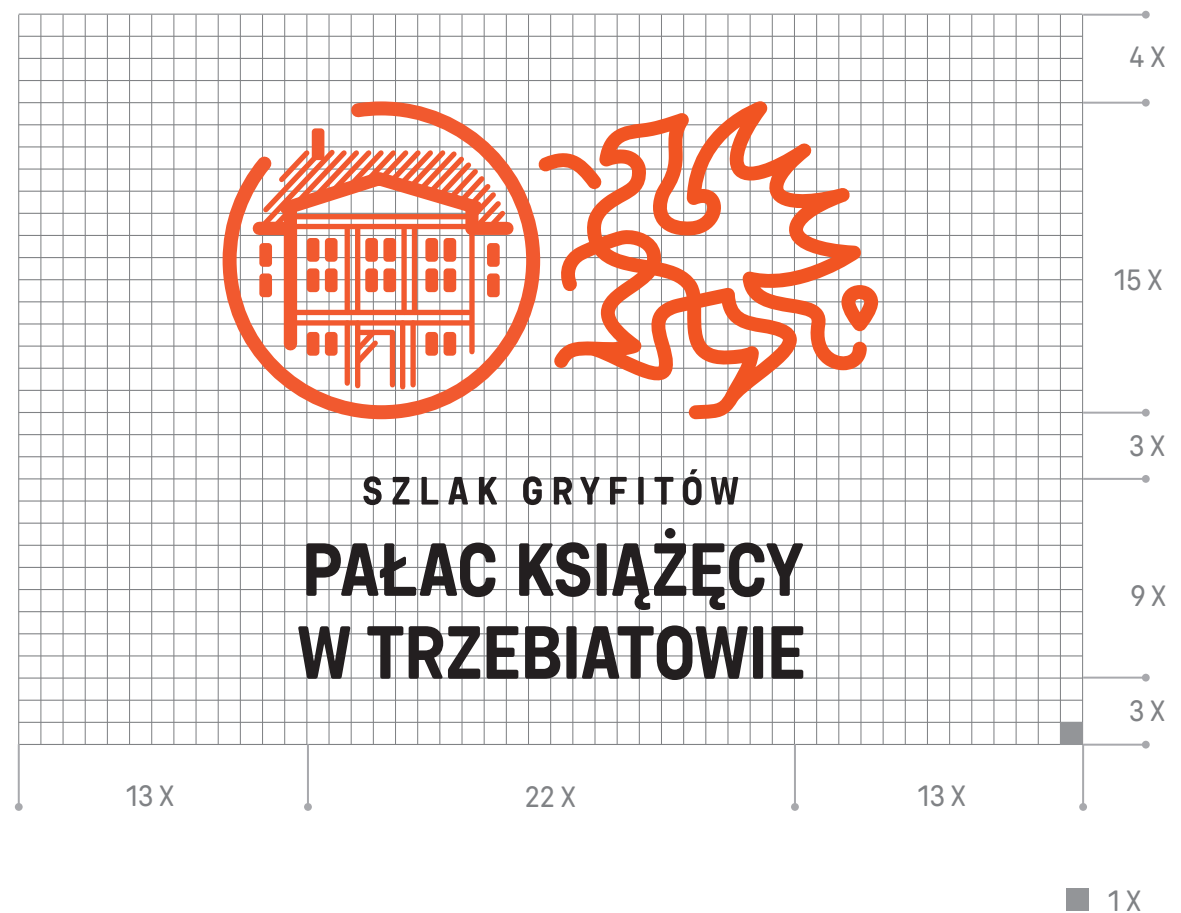 4 X
15 X
SZLAK GRYFITÓW
3 X
PAŁAC KSIĄŻĘCY
W TRZEBIATOWIE
9 X
3 X
13 X
22 X
13 X
1 X